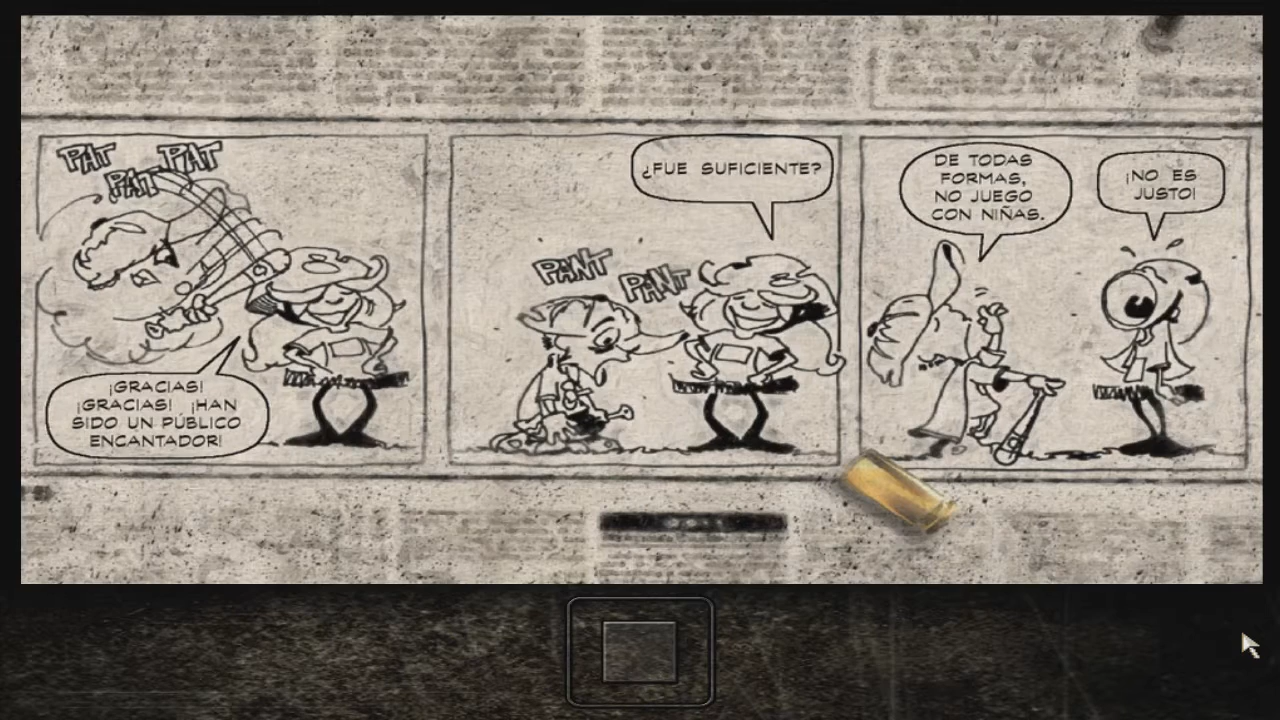 PAT
PAT
PAT
¡GRACIAS!
¡GRACIAS! ¡HAN
SIDO UN PÚBLICO
ENCANTADOR!
¿FUE SUFICIENTE?
PANT
PANT
DE TODAS
FORMAS,
NO JUEGO
CON NIÑAS.
¡NO ES
JUSTO!